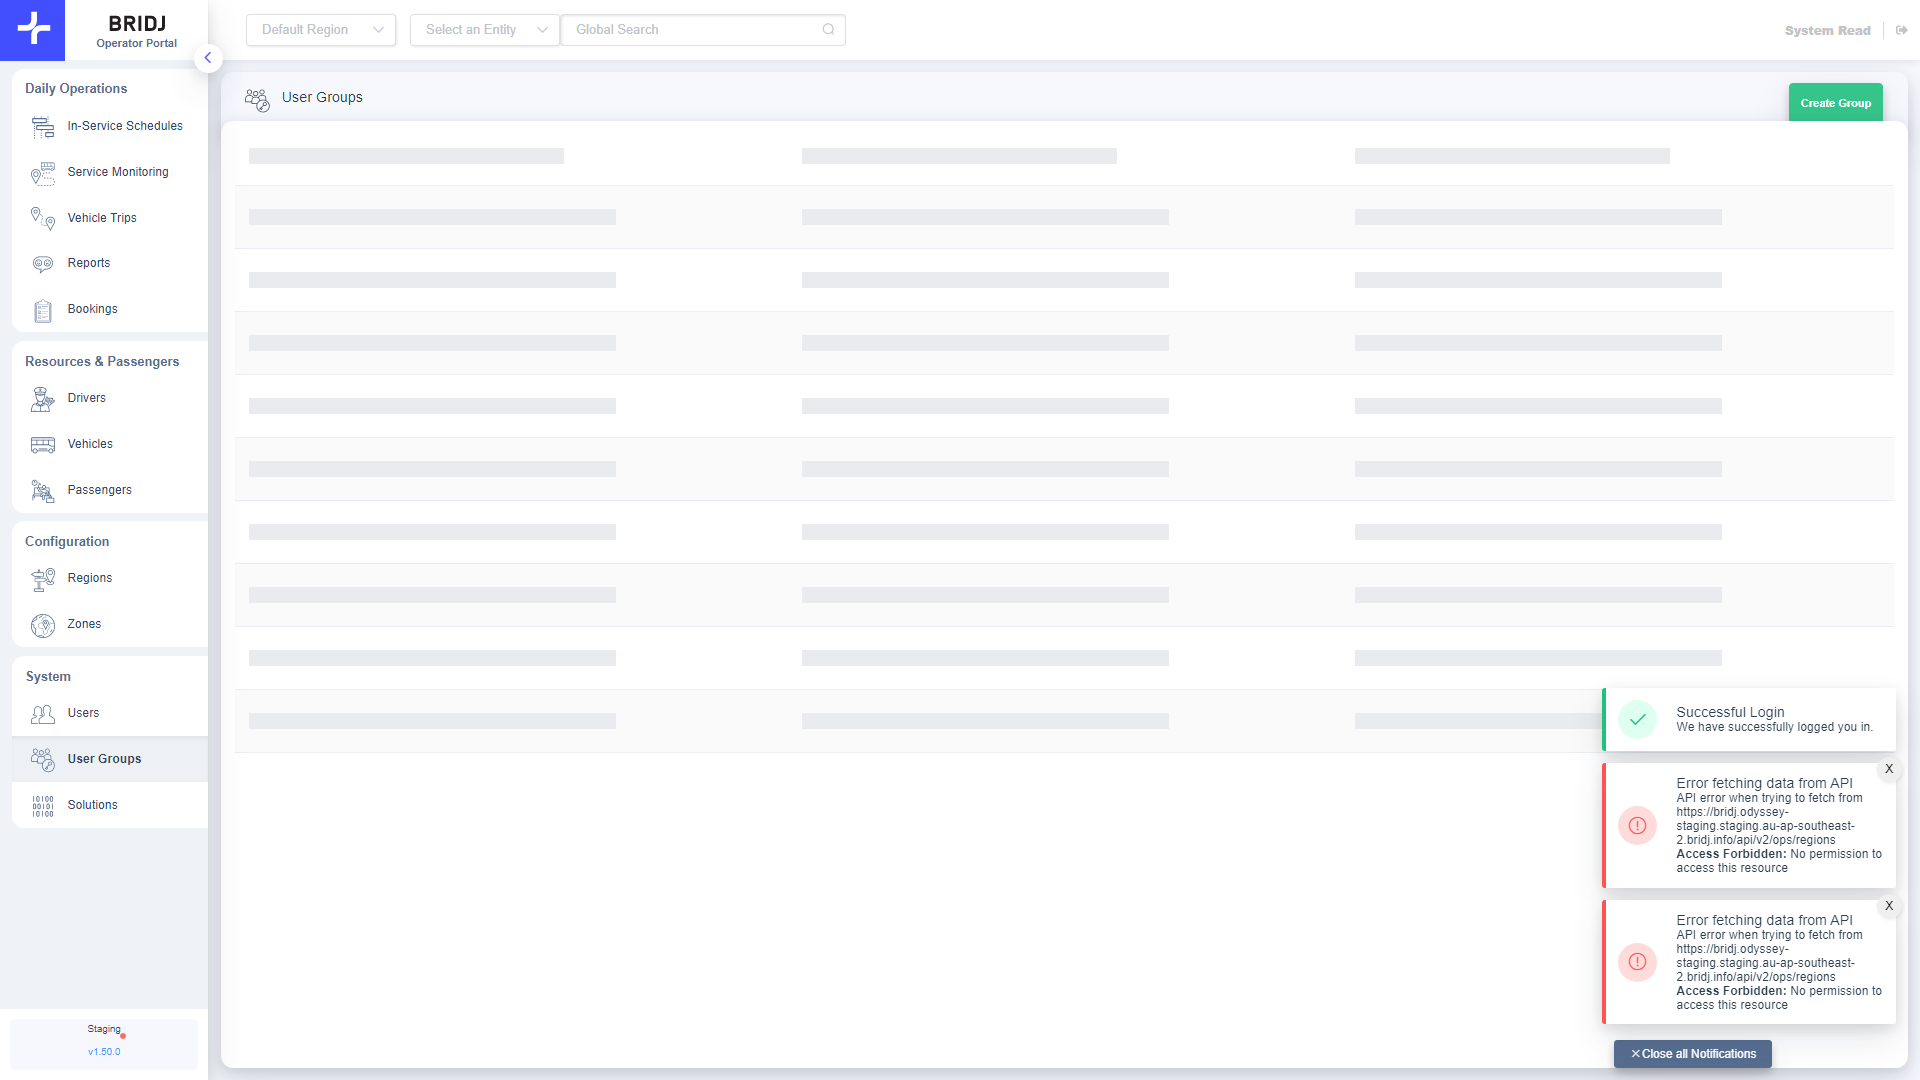 BRIDJ
Operator Portal
Default Region
Select an Entity
Global Search
System Read
Daily Operations
In-Service Schedules
Service Monitoring
Vehicle Trips
Reports
Bookings
Resources & Passengers
Drivers
Vehicles
Passengers
Configuration
Regions
Zones
System
Users
User Groups
Solutions
Staging
v1.50.0
User Groups
Create Group
Successful Login
We have successfully logged you in.
X
Error fetching data from API
API error when trying to fetch from
https://bridj.odyssey-
staging.staging.au-ap-southeast-
2.bridj.info/api/v2/ops/regions
Access Forbidden: No permission to
access this resource
X
Error fetching data from API
API error when trying to fetch from
https://bridj.odyssey-
staging.staging.au-ap-southeast-
2.bridj.info/api/v2/ops/regions
Access Forbidden: No permission to
access this resource
✕Close all Notifications